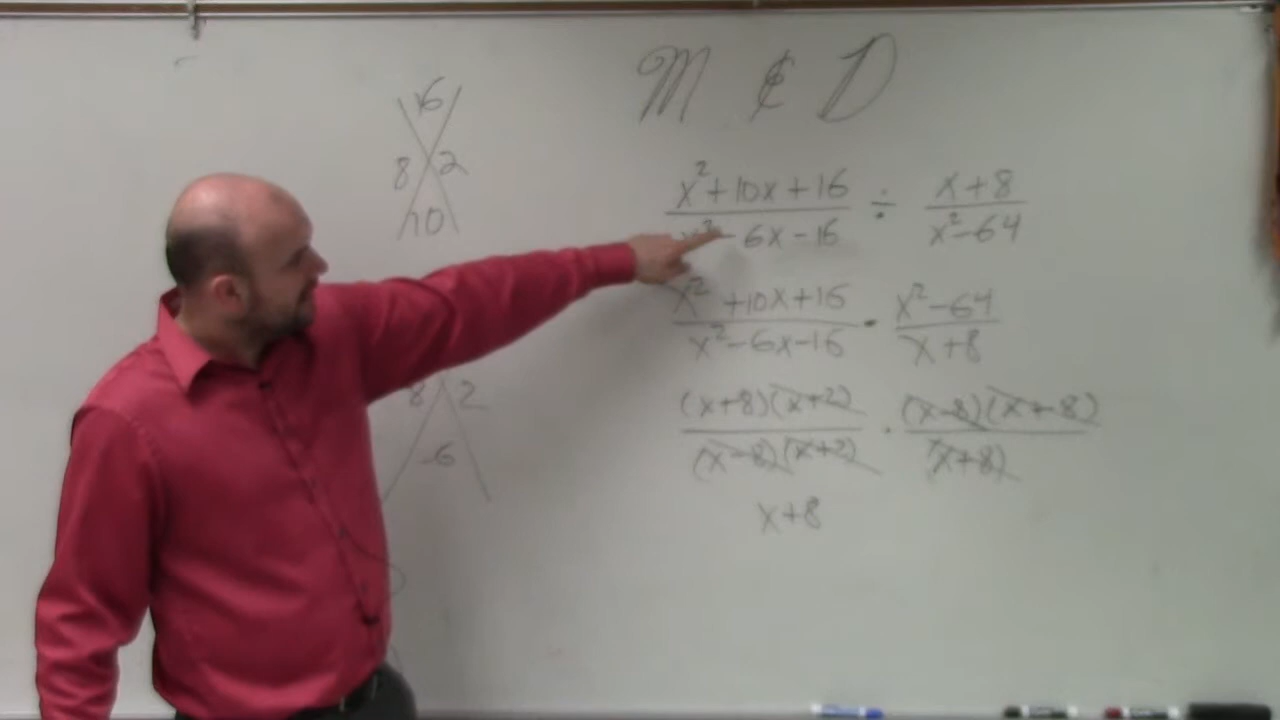 M & D
16
8 2
10
x²+10x+16 ÷ x+8
x²-6x-16 x²-64
x²+10x+16 · x²-64
x²-6x-16 x+8
(x+8)(x+2) · (x-8)(x+8)
(x-8)(x+2) (x+8)
x+8
8 2
-6